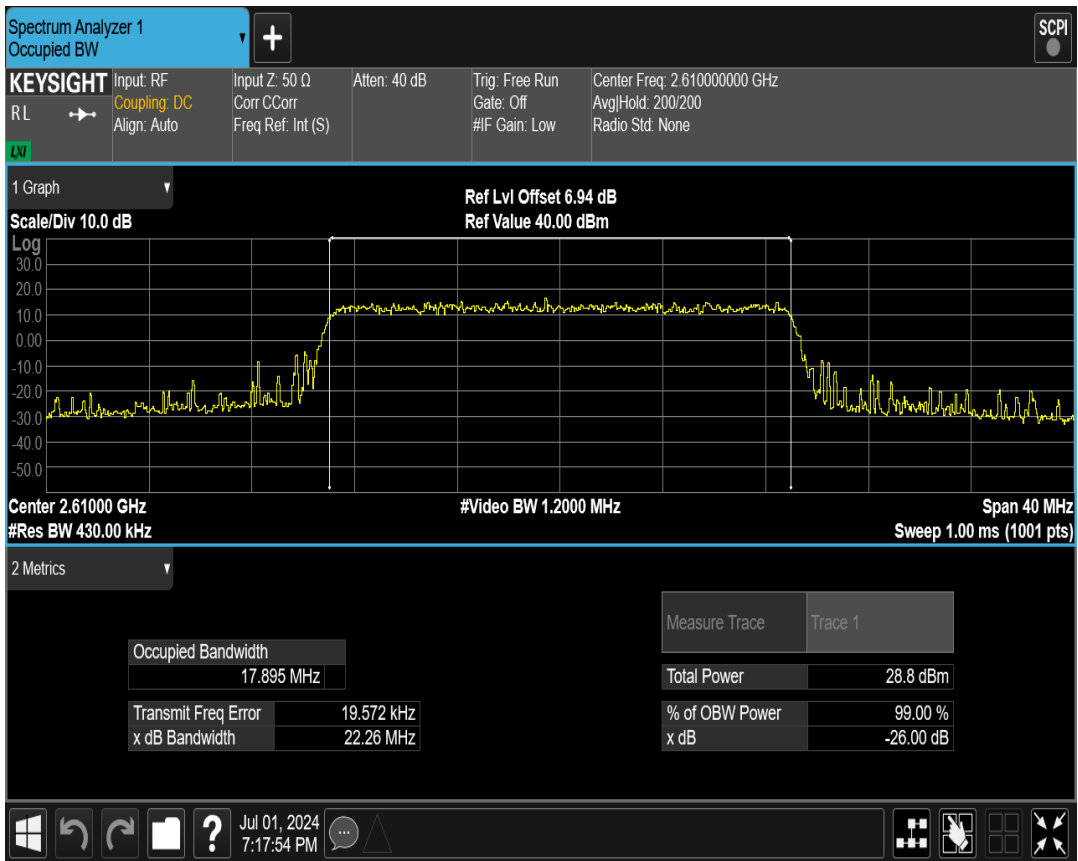 Spectrum Analyzer 1
Occupied BW
+
SCPI
KEYSIGHT
RL
LXI
Input: RF
Coupling: DC
Align: Auto
Input Z: 50 Ω
Corr CCorr
Freq Ref: Int (S)
Atten: 40 dB
Trig: Free Run
Gate: Off
#IF Gain: Low
Center Freq: 2.610000000 GHz
Avg|Hold: 200/200
Radio Std: None
1 Graph
Ref Lvl Offset 6.94 dB
Scale/Div 10.0 dB
Ref Value 40.00 dBm
Log
30.0
20.0
10.0
0.00
-10.0
-20.0
-30.0
-40.0
-50.0
Center 2.61000 GHz
#Video BW 1.2000 MHz
Span 40 MHz
#Res BW 430.00 kHz
Sweep 1.00 ms (1001 pts)
2 Metrics
Measure Trace Trace 1
Occupied Bandwidth
17.895 MHz
Total Power 28.8 dBm
Transmit Freq Error 19.572 kHz
% of OBW Power 99.00 %
x dB Bandwidth 22.26 MHz
x dB -26.00 dB
?
Jul 01, 2024
7:17:54 PM